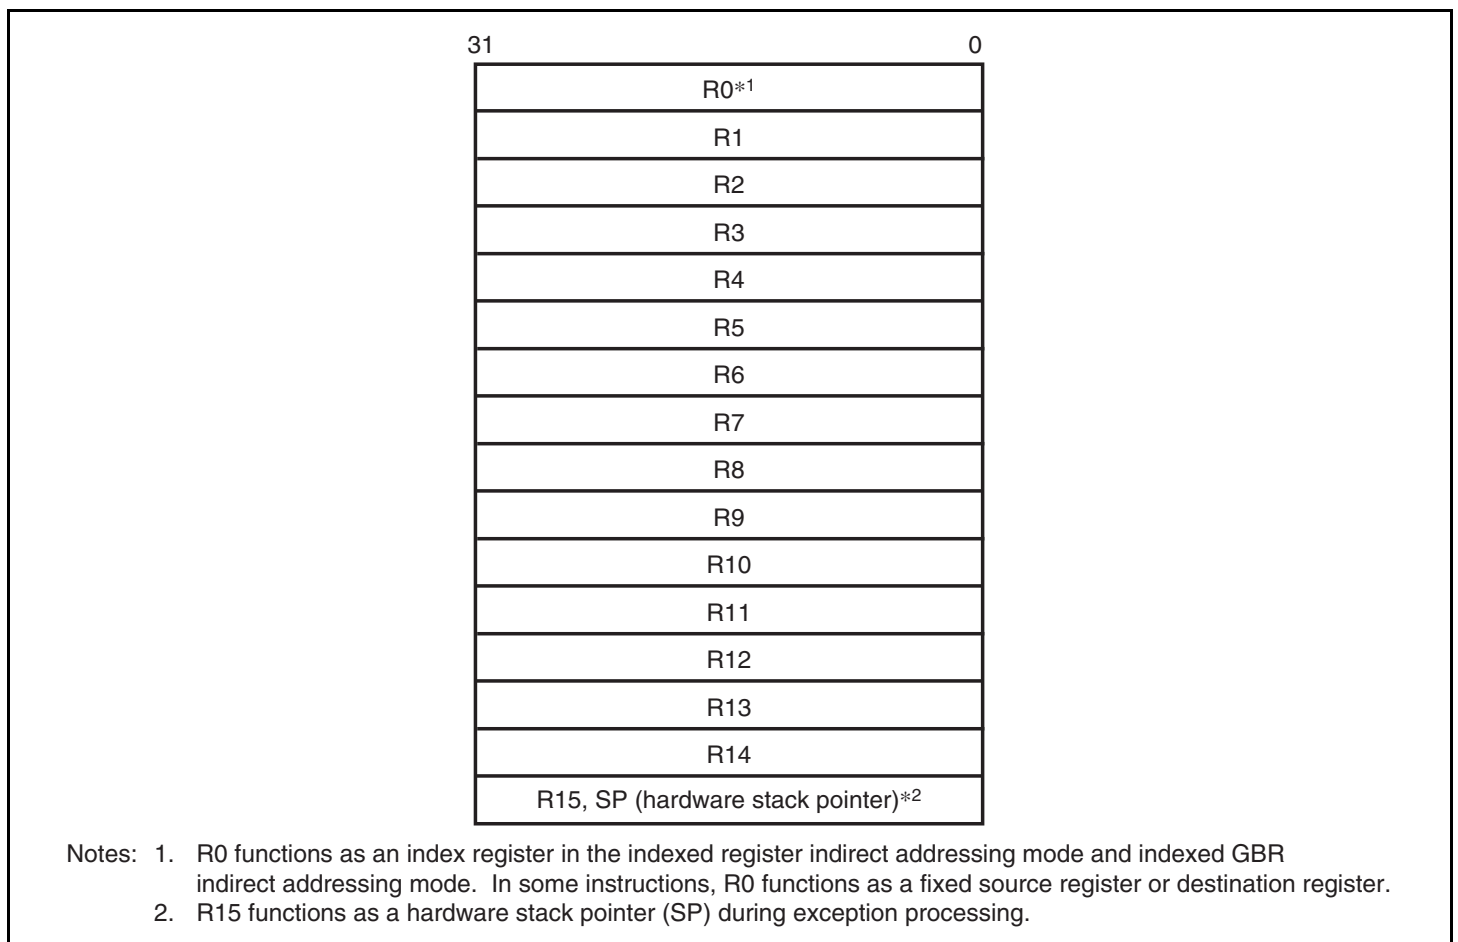 31 0
R0*1
R1
R2
R3
R4
R5
R6
R7
R8
R9
R10
R11
R12
R13
R14
R15, SP (hardware stack pointer)*2
Notes: 1. R0 functions as an index register in the indexed register indirect addressing mode and indexed GBR
indirect addressing mode. In some instructions, R0 functions as a fixed source register or destination register.
2. R15 functions as a hardware stack pointer (SP) during exception processing.